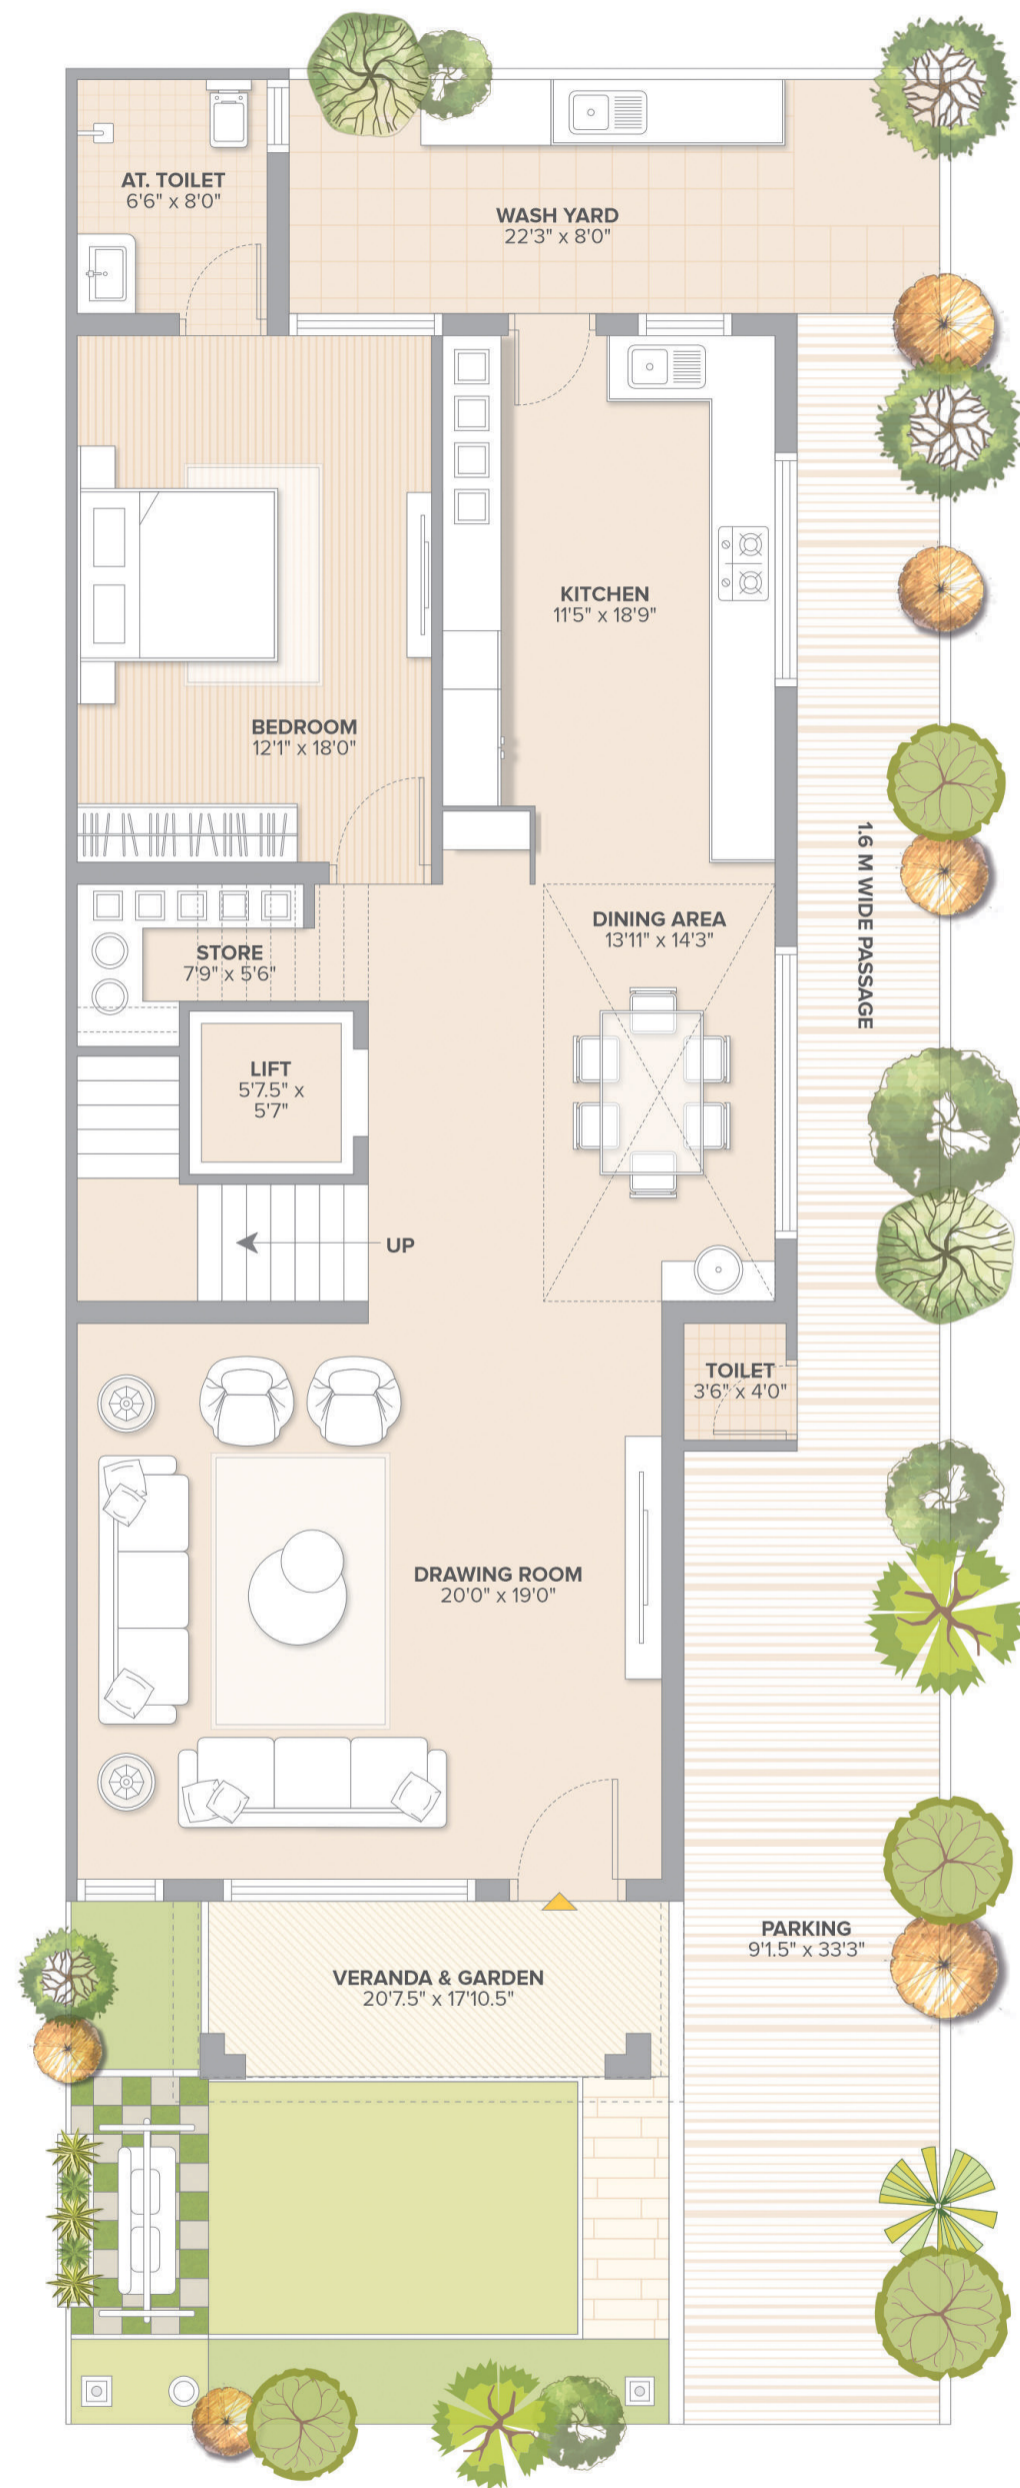 AT. TOILET
6'6" x 8'0"
WASH YARD
22'3" x 8'0"
KITCHEN
11'5" x 18'9"
BEDROOM
12'1" x 18'0"
1.6 M WIDE PASSAGE
DINING AREA
13'11" x 14'3"
STORE
7'9" x 5'6"
LIFT
5'7.5" x
5'7"
UP
TOILET
3'6" x 4'0"
DRAWING ROOM
20'0" x 19'0"
PARKING
9'1.5" x 33'3"
VERANDA & GARDEN
20'7.5" x 17'10.5"